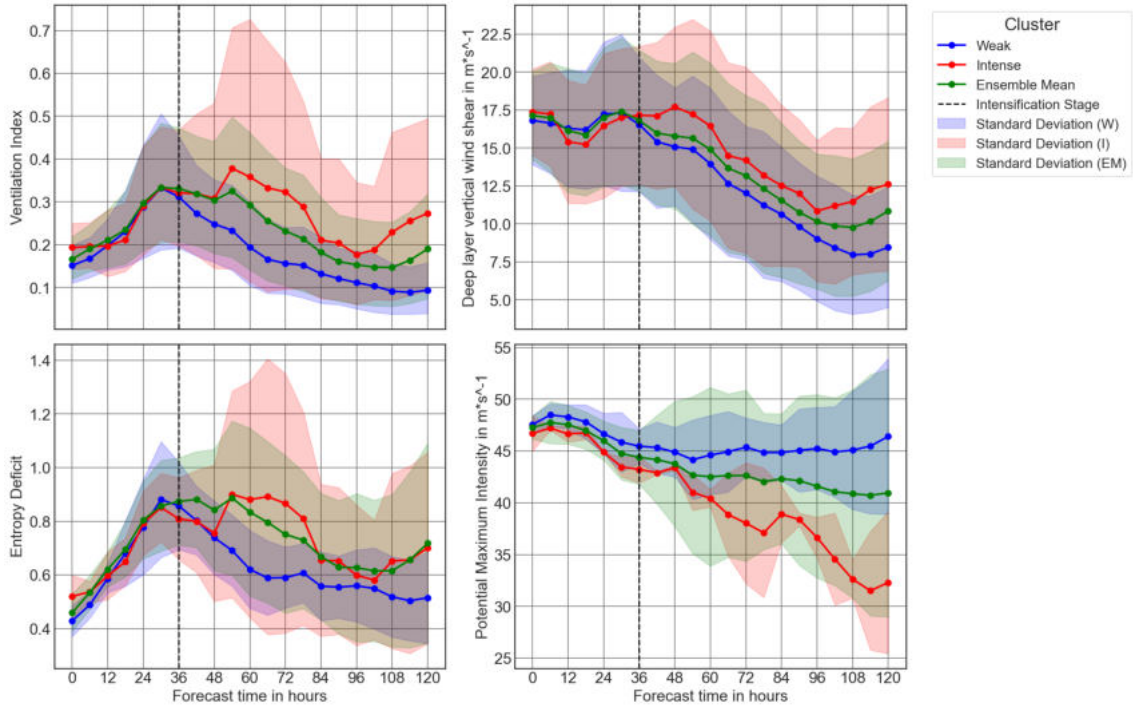 0.7
0.6
0.5
0.4
0.3
0.2
0.1
Ventilation Index
22.5
20.0
17.5
15.0
12.5
10.0
7.5
5.0
Deep layer vertical wind shear in m*s^-1
Cluster
Weak
Intense
Ensemble Mean
Intensification Stage
Standard Deviation (W)
Standard Deviation (I)
Standard Deviation (EM)
1.4
1.2
1.0
0.8
0.6
0.4
Entropy Deficit
0 12 24 36 48 60 72 84 96 108 120
Forecast time in hours
55
50
45
40
35
30
25
Potential Maximum Intensity in m*s^-1
0 12 24 36 48 60 72 84 96 108 120
Forecast time in hours